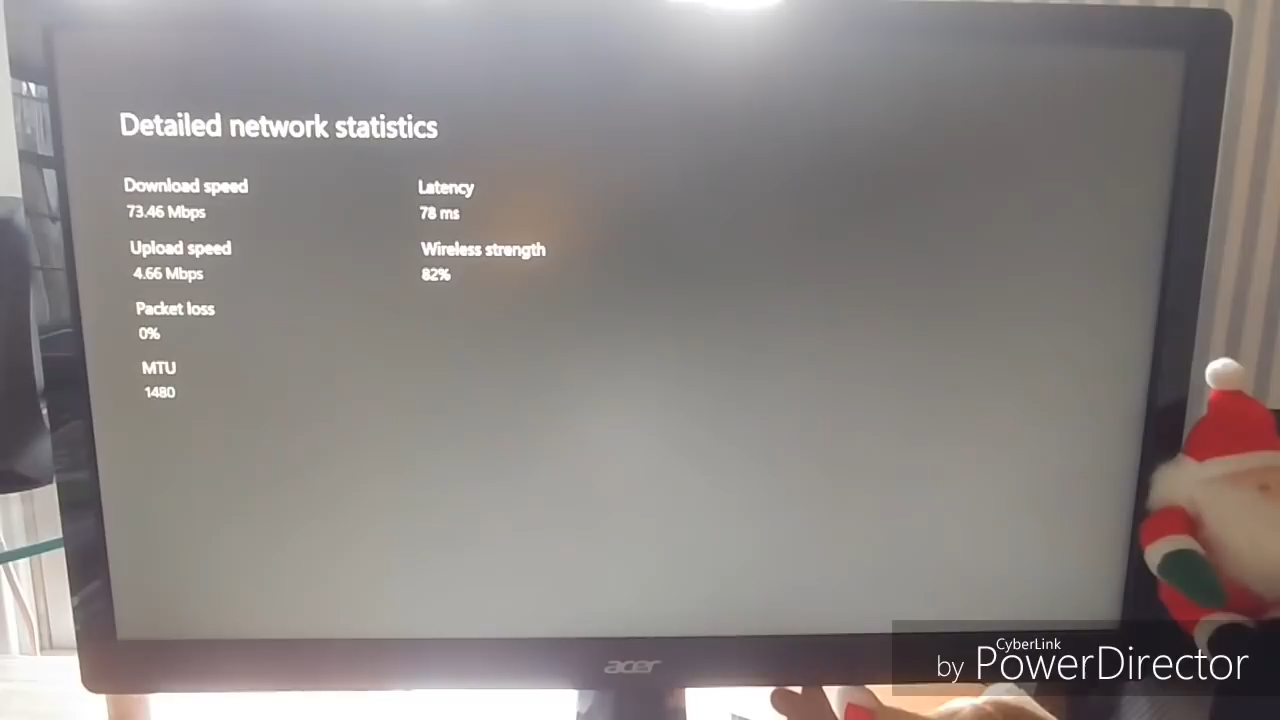 Detailed network statistics
Download speed
73.46 Mbps
Upload speed
4.66 Mbps
Packet loss
0%
MTU
1480
Latency
78 ms
Wireless strength
82%
acer
CyberLink
by PowerDirector